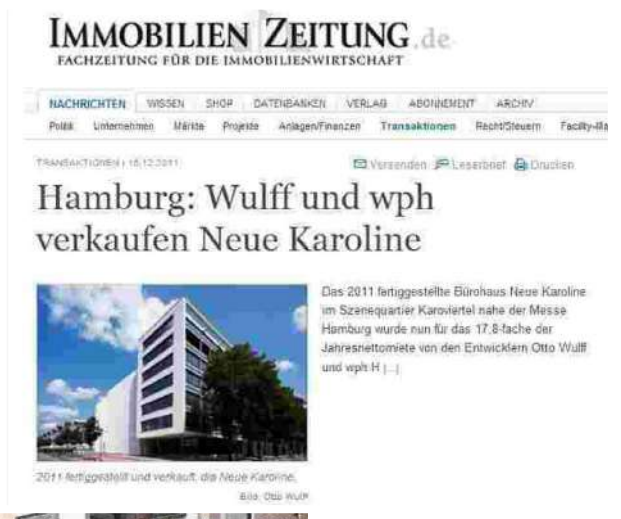 IMMOBILIEN ZEITUNG.de
FACHZEITUNG FÜR DIE IMMOBILIENWIRTSCHAFT
NACHRICHTEN WISSEN SHOP DATENBANKEN VERLAG ABONNEMENT ARCHIV
Politik Unternehmen Märkte Projekte Anlagen/Finanzen Transaktionen Recht/Steuern Facility-Ma
TRANSAKTIONEN | 15.12.2011 Versenden Leserbrief Drucken
Hamburg: Wulff und wph
verkaufen Neue Karoline
Das 2011 fertiggestellte Bürohaus Neue Karoline
im Szenequartier Karoviertel nahe der Messe
Hamburg wurde nun für das 17,8-fache der
Jahresnettomiete von den Entwicklern Otto Wulff
und wph H [...]
2011 fertiggestellt und verkauft: die Neue Karoline.
Bild: Otto Wulff